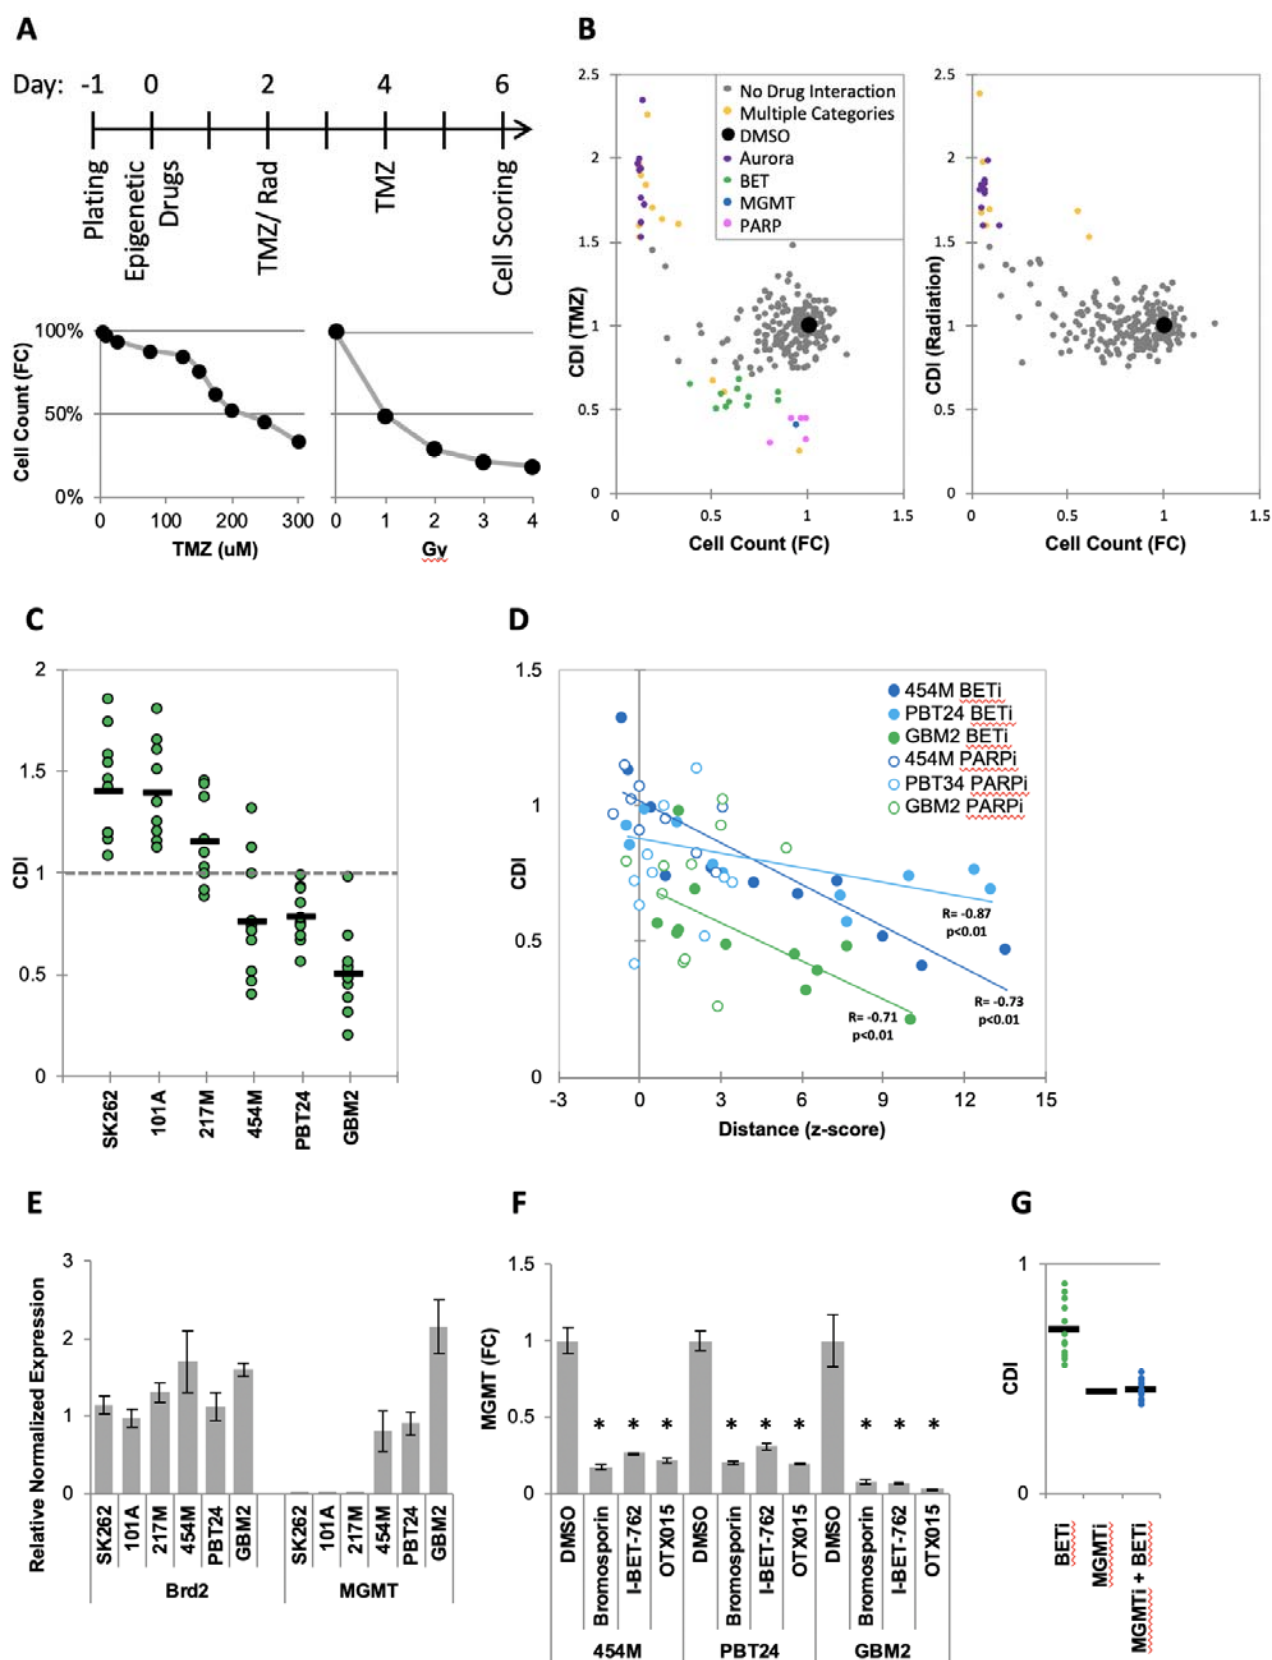 A
Day: -1 0 2 4 6
Plating
Epigenetic
Drugs
TMZ/ Rad
TMZ
Cell Scoring
Cell Count (FC)
100%
50%
0%
0 100 200 300
TMZ (uM)
0 1 2 3 4
Gy
B
CDI (TMZ)
2.5
2
1.5
1
0.5
0
0 0.5 1 1.5
Cell Count (FC)
No Drug Interaction
Multiple Categories
DMSO
Aurora
BET
MGMT
PARP
CDI (Radiation)
2.5
2
1.5
1
0.5
0
0 0.5 1 1.5
Cell Count (FC)
C
CDI
2
1.5
1
0.5
0
SK262
101A
217M
454M
PBT24
GBM2
D
CDI
1.5
1
0.5
0
-3 0 3 6 9 12 15
Distance (z-score)
454M BETi
PBT24 BETi
GBM2 BETi
454M PARPi
PBT34 PARPi
GBM2 PARPi
R= -0.87
p<0.01
R= -0.73
p<0.01
R= -0.71
p<0.01
E
Relative Normalized Expression
3
2
1
0
SK262
101A
217M
454M
PBT24
GBM2
SK262
101A
217M
454M
PBT24
GBM2
Brd2 MGMT
F
MGMT (FC)
1.5
1
0.5
0
* * * * * * * * *
DMSO
Bromosporin
I-BET-762
OTX015
DMSO
Bromosporin
I-BET-762
OTX015
DMSO
Bromosporin
I-BET-762
OTX015
454M PBT24 GBM2
G
CDI
1
0
BETi
MGMTi
MGMTi + BETi